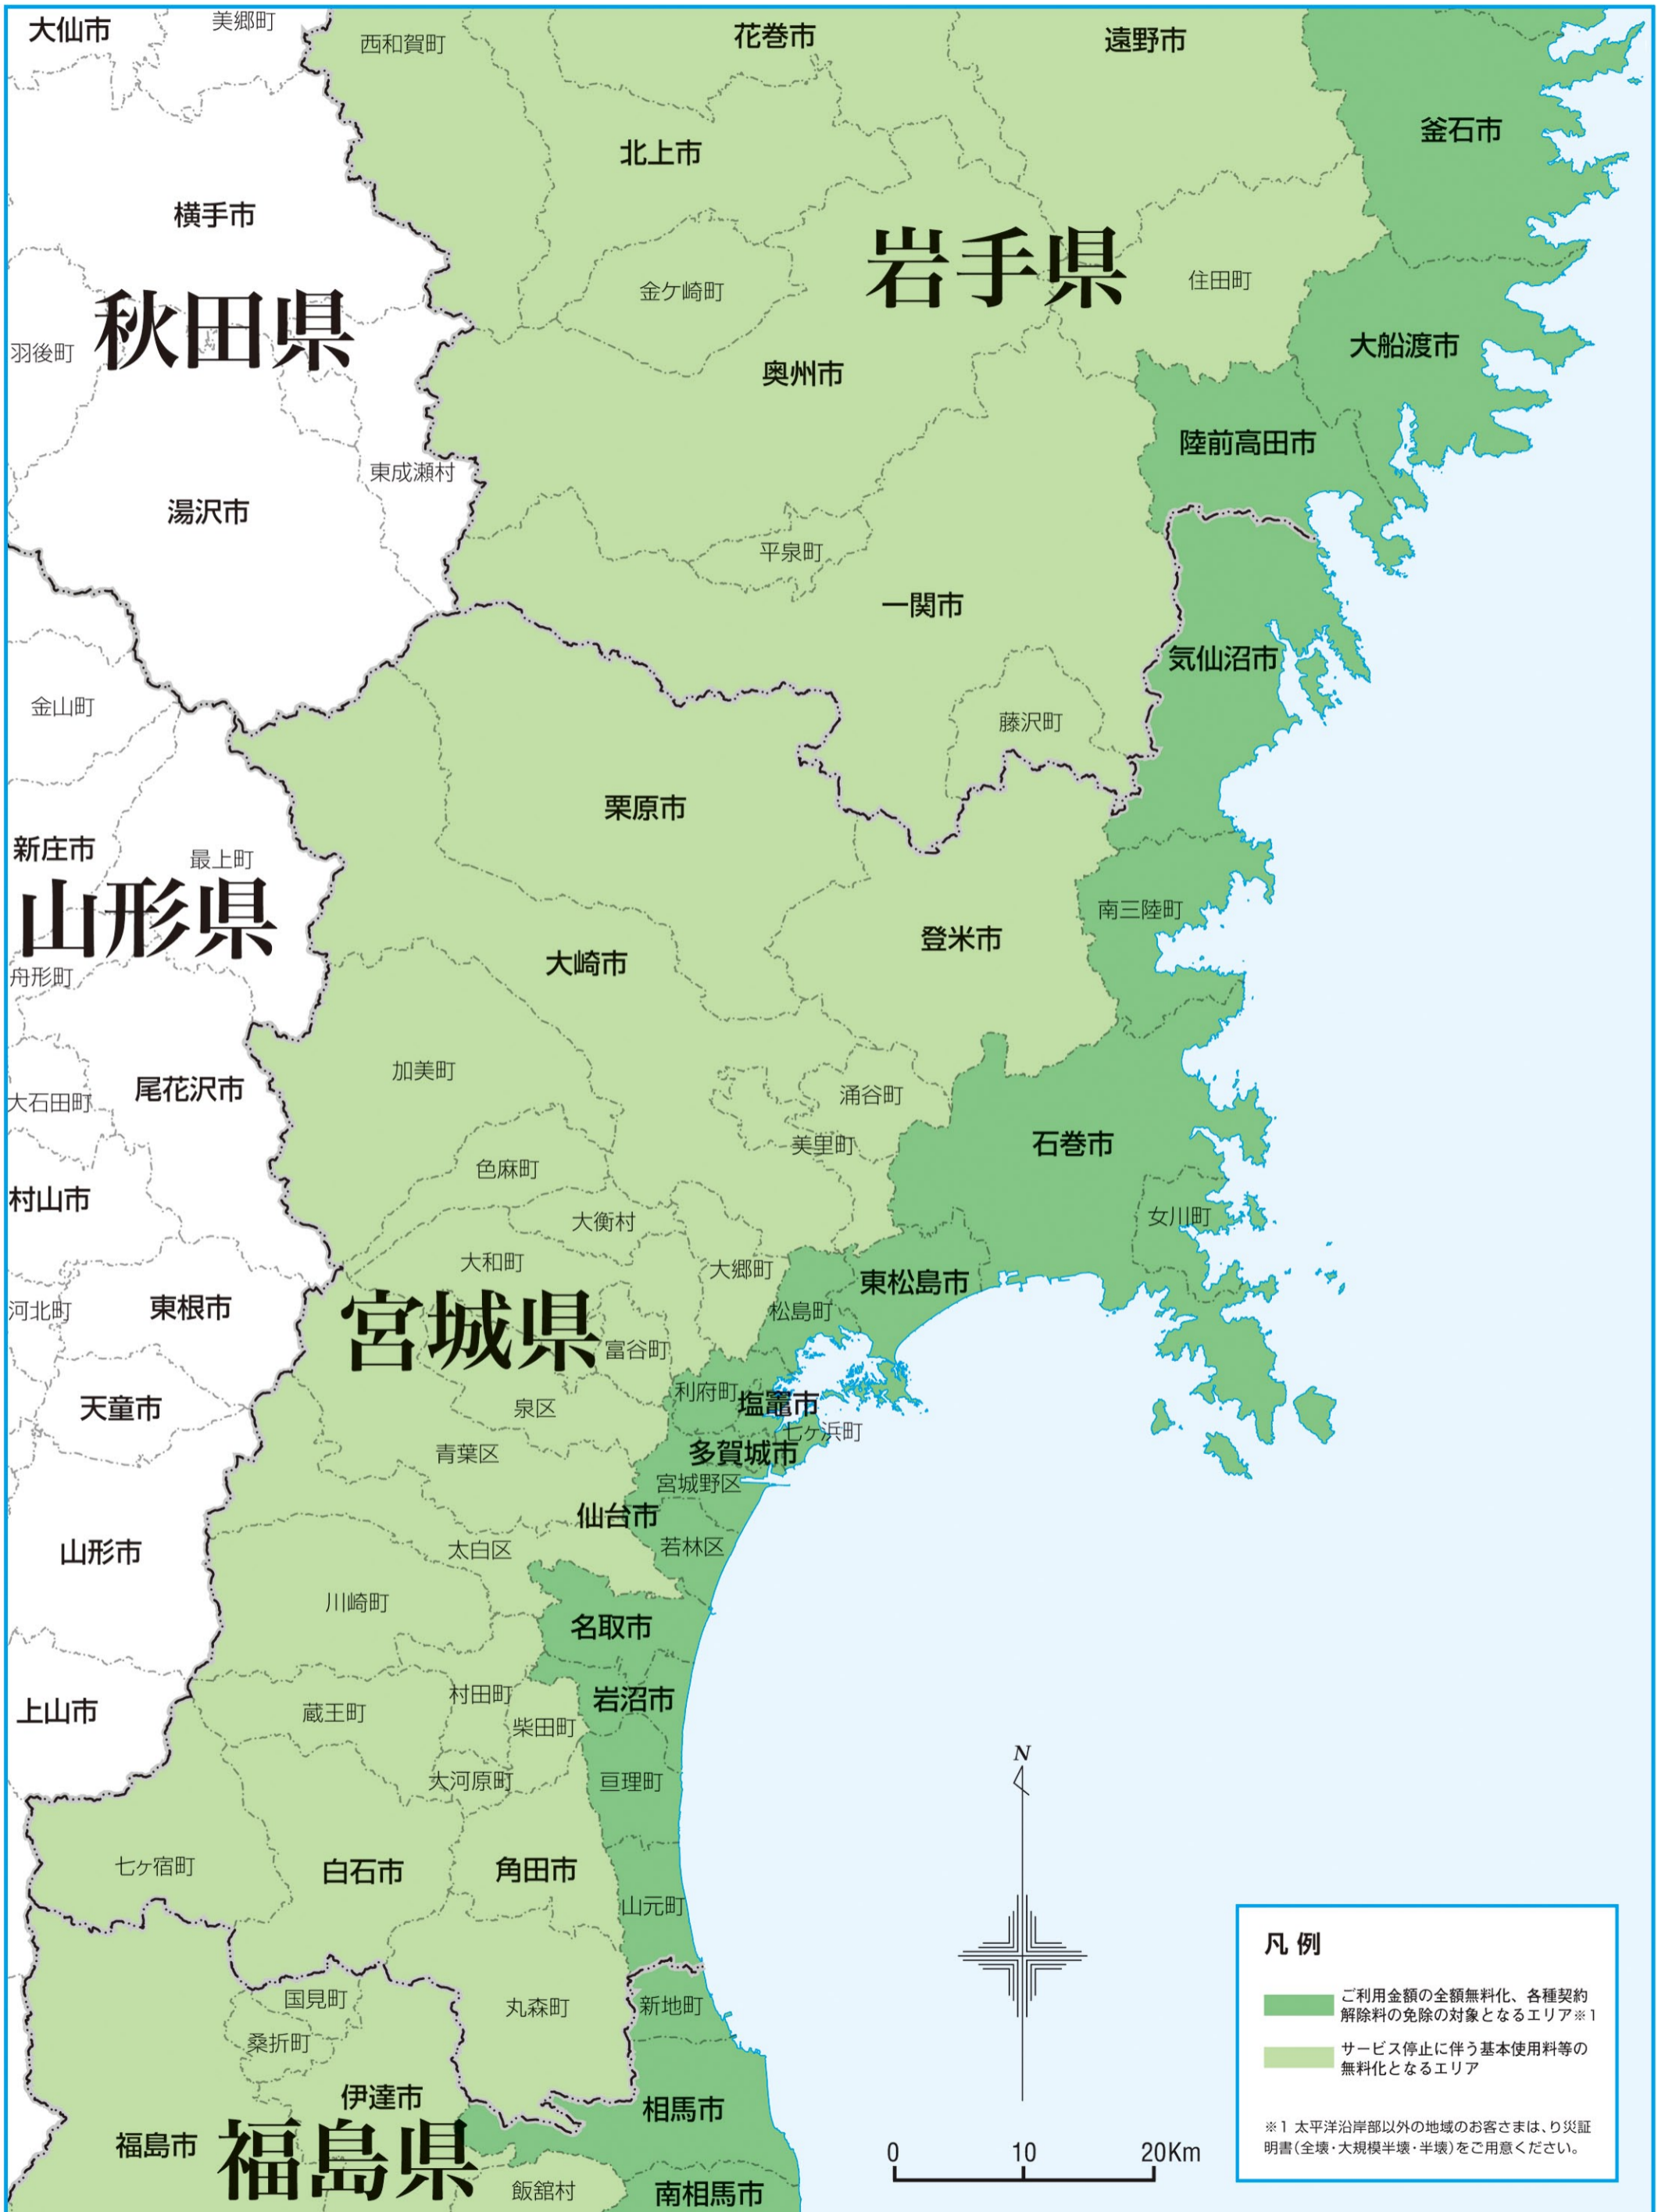 大仙市
美郷町
西和賀町
花巻市
遠野市
釜石市
北上市
横手市
岩手県
住田町
金ケ崎町
秋田県
羽後町
大船渡市
奥州市
陸前高田市
東成瀬村
湯沢市
平泉町
一関市
気仙沼市
金山町
藤沢町
栗原市
新庄市
最上町
山形県
南三陸町
登米市
大崎市
舟形町
加美町
尾花沢市
大石田町
涌谷町
石巻市
美里町
色麻町
村山市
女川町
大衡村
大和町
大郷町
東松島市
河北町
東根市
松島町
宮城県
富谷町
利府町
塩竈市
天童市
泉区
七ヶ浜町
青葉区
多賀城市
宮城野区
仙台市
若林区
山形市
太白区
川崎町
名取市
村田町
岩沼市
上山市
蔵王町
柴田町
大河原町
亘理町
七ヶ宿町
白石市
角田市
山元町
国見町
丸森町
新地町
桑折町
伊達市
相馬市
福島市
福島県
飯舘村
南相馬市
N
0 10 20Km
凡例
ご利用金額の全額無料化、各種契約
解除料の免除の対象となるエリア※1
サービス停止に伴う基本使用料等の
無料化となるエリア
※1 太平洋沿岸部以外の地域のお客さまは、り災証
明書(全壊・大規模半壊・半壊)をご用意ください。